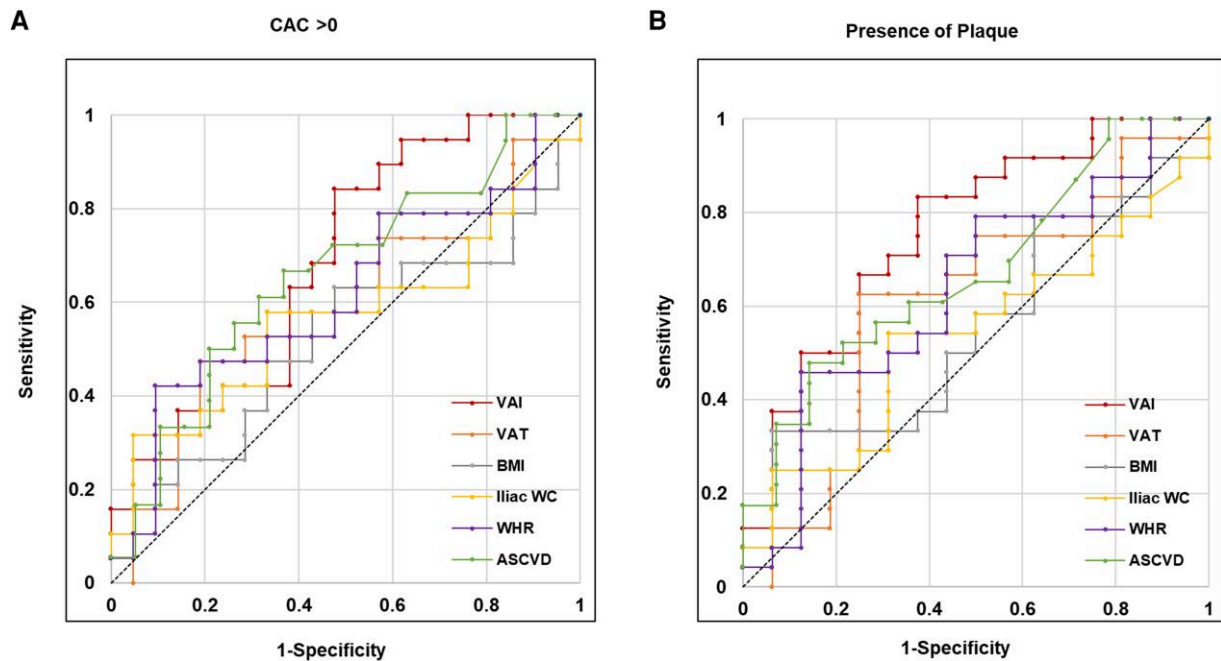 A
CAC >0
1
0.8
0.6
0.4
0.2
0
Sensitivity
VAI
VAT
BMI
Iliac WC
WHR
ASCVD
0 0.2 0.4 0.6 0.8 1
1-Specificity
B
Presence of Plaque
1
0.8
0.6
0.4
0.2
0
Sensitivity
VAI
VAT
BMI
Iliac WC
WHR
ASCVD
0 0.2 0.4 0.6 0.8 1
1-Specificity